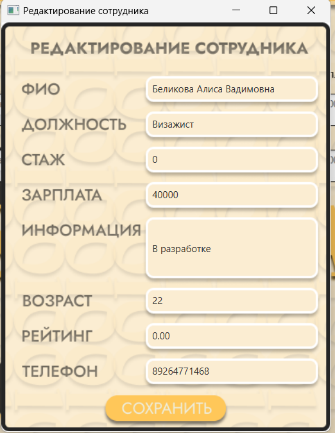 Редактирование сотрудника
РЕДАКТИРОВАНИЕ СОТРУДНИКА
ФИО Беликова Алиса Вадимовна
ДОЛЖНОСТЬ Визажист
СТАЖ 0
ЗАРПЛАТА 40000
ИНФОРМАЦИЯ В разработке
ВОЗРАСТ 22
РЕЙТИНГ 0.00
ТЕЛЕФОН 89264771468
СОХРАНИТЬ